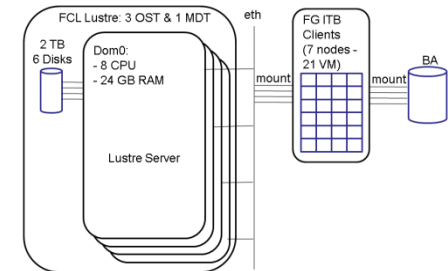 FCL Lustre: 3 OST & 1 MDT
eth
2 TB
6 Disks
Dom0:
- 8 CPU
- 24 GB RAM
Lustre Server
mount
FG ITB
Clients
(7 nodes -
21 VM)
mount
BA